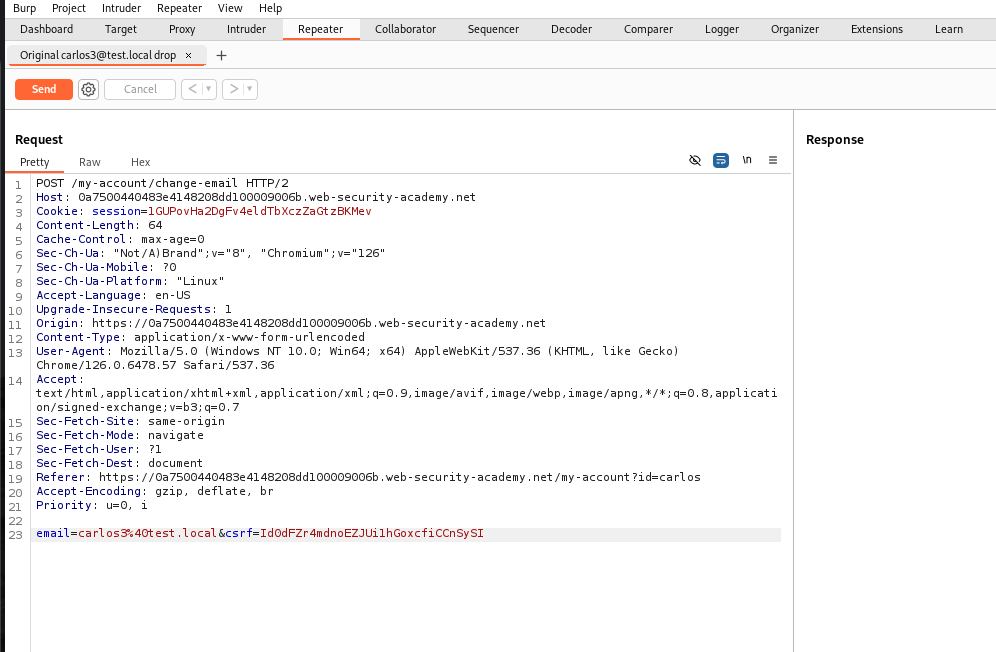 Burp Project Intruder Repeater View Help
Dashboard Target Proxy Intruder Repeater Collaborator Sequencer Decoder Comparer Logger Organizer Extensions Learn
Original carlos3@test.local drop × +
Send Cancel < >
Request
Response
Pretty Raw Hex \n
1 POST /my-account/change-email HTTP/2
2 Host: 0a7500440483e4148208dd100009006b.web-security-academy.net
3 Cookie: session=1GUPovHa2DgFv4eldTbXczZaGtzBKMev
4 Content-Length: 64
5 Cache-Control: max-age=0
6 Sec-Ch-Ua: "Not/A)Brand";v="8", "Chromium";v="126"
7 Sec-Ch-Ua-Mobile: ?0
8 Sec-Ch-Ua-Platform: "Linux"
9 Accept-Language: en-US
10 Upgrade-Insecure-Requests: 1
11 Origin: https://0a7500440483e4148208dd100009006b.web-security-academy.net
12 Content-Type: application/x-www-form-urlencoded
13 User-Agent: Mozilla/5.0 (Windows NT 10.0; Win64; x64) AppleWebKit/537.36 (KHTML, like Gecko)
Chrome/126.0.6478.57 Safari/537.36
14 Accept:
text/html,application/xhtml+xml,application/xml;q=0.9,image/avif,image/webp,image/apng,*/*;q=0.8,applicati
on/signed-exchange;v=b3;q=0.7
15 Sec-Fetch-Site: same-origin
16 Sec-Fetch-Mode: navigate
17 Sec-Fetch-User: ?1
18 Sec-Fetch-Dest: document
19 Referer: https://0a7500440483e4148208dd100009006b.web-security-academy.net/my-account?id=carlos
20 Accept-Encoding: gzip, deflate, br
21 Priority: u=0, i
22
23 email=carlos3%40test.local&csrf=IdOdFZr4mdnoEZJUi1hGoxcfiCCnSySI